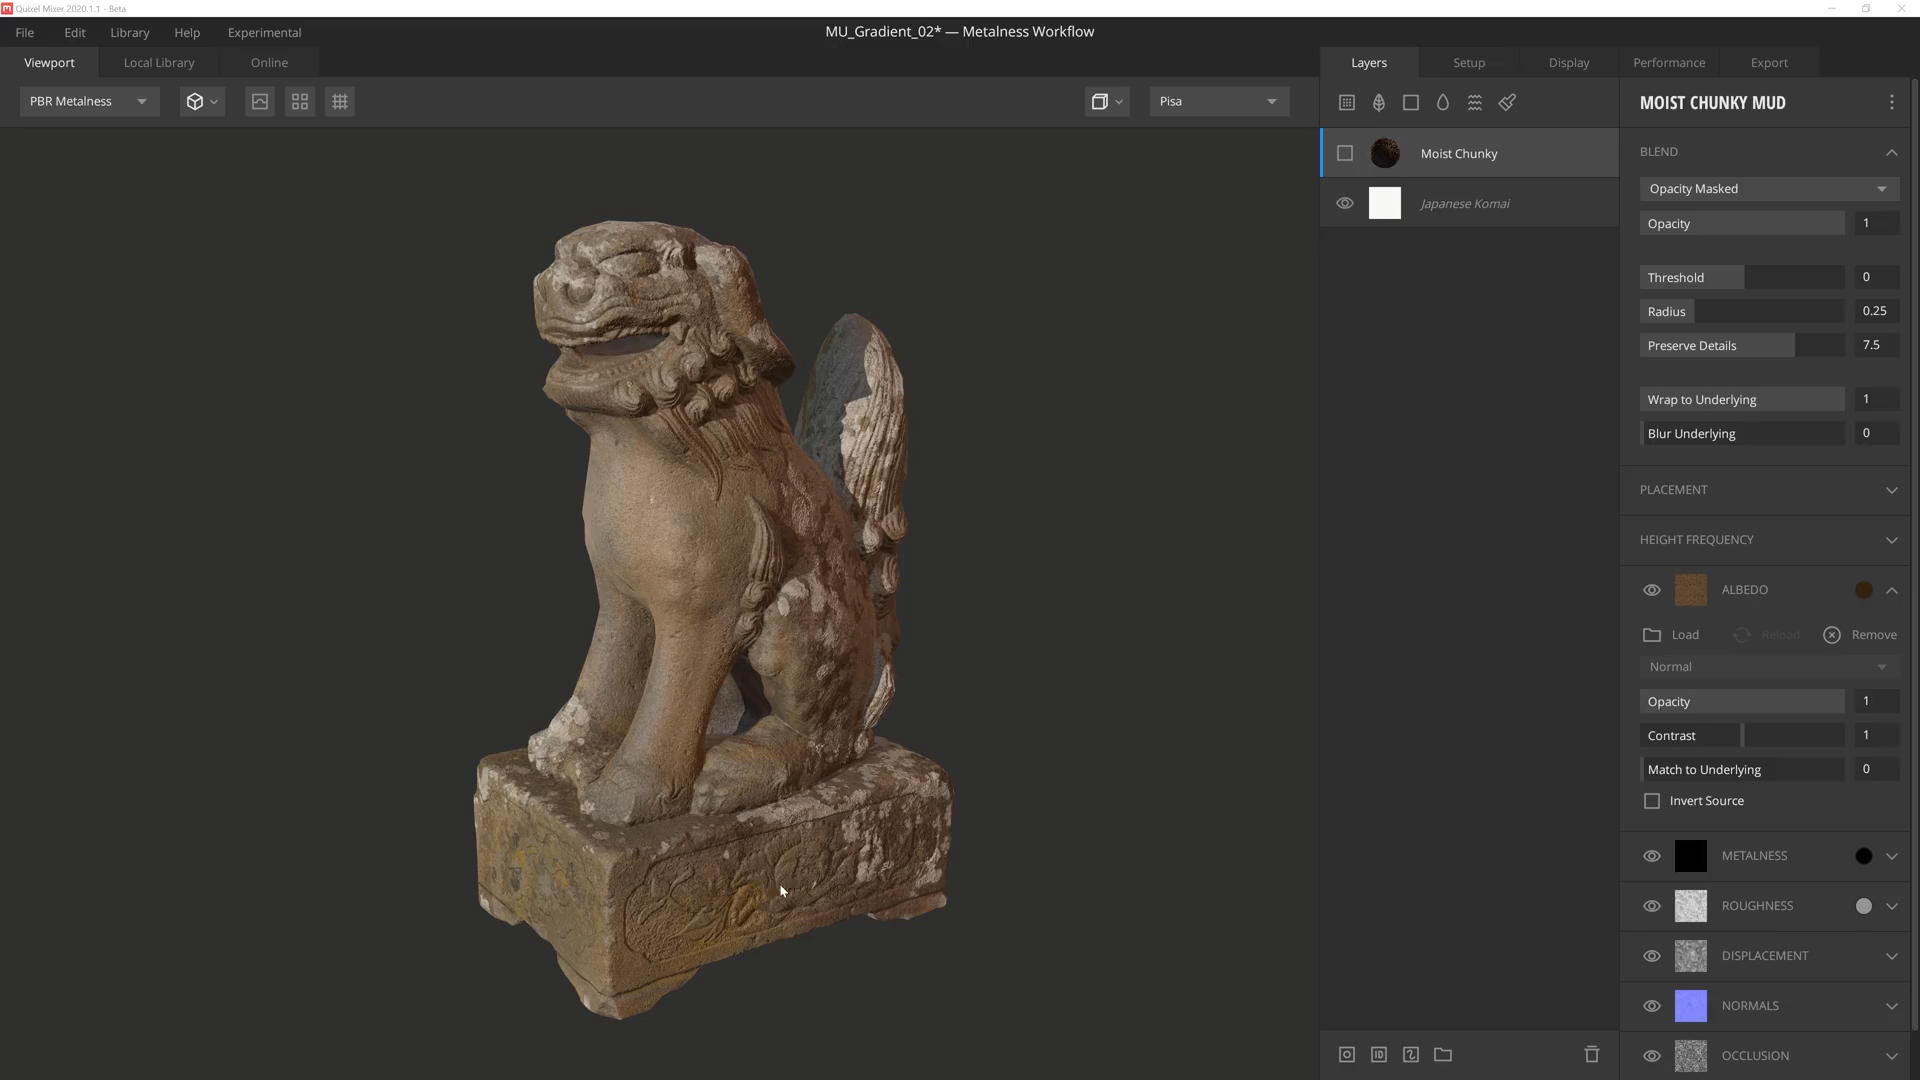 Quixel Mixer 2020.1.1 - Beta
File Edit Library Help Experimental
MU_Gradient_02* — Metalness Workflow
Viewport Local Library Online
Layers Setup Display Performance Export
PBR Metalness
Pisa
MOIST CHUNKY MUD
BLEND
Moist Chunky
Opacity Masked
Japanese Komai
Opacity 1
Threshold 0
Radius 0.25
Preserve Details 7.5
Wrap to Underlying 1
Blur Underlying 0
PLACEMENT
HEIGHT FREQUENCY
ALBEDO
Load Reload Remove
Normal
Opacity 1
Contrast 1
Match to Underlying 0
Invert Source
METALNESS
ROUGHNESS
DISPLACEMENT
NORMALS
ID
OCCLUSION